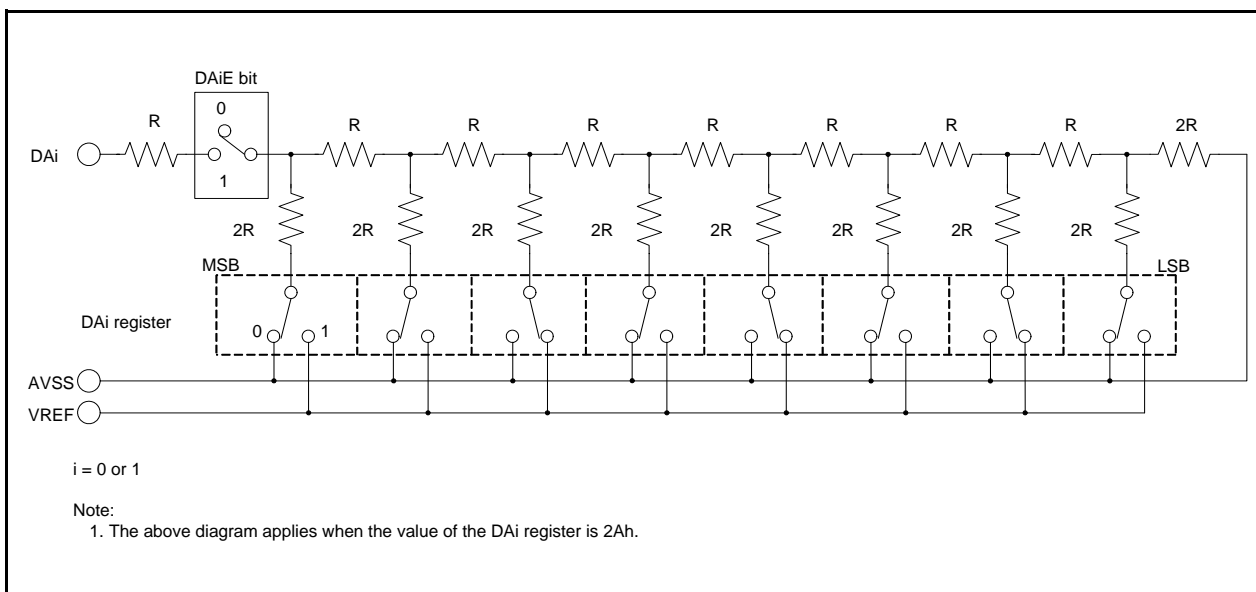 DAiE bit
0
R R R R R R R R 2R
DAi
1
2R 2R 2R 2R 2R 2R 2R 2R
MSB LSB
DAi register
0 1
AVSS
VREF
i = 0 or 1
Note:
1. The above diagram applies when the value of the DAi register is 2Ah.